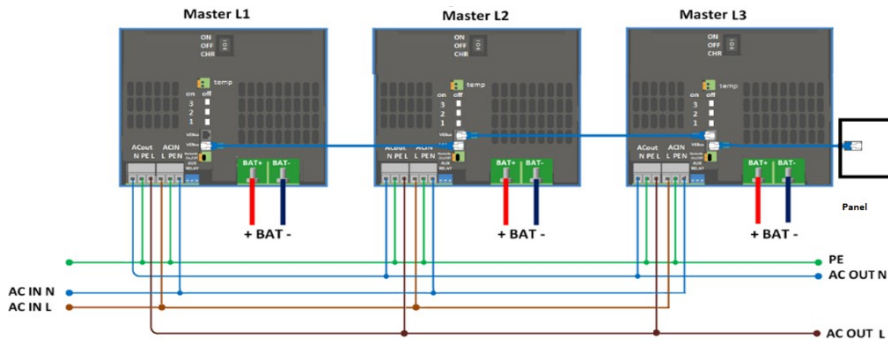 Master L1
Master L2
Master L3
ON
OFF
CHR
ON
OFF
CHR
ON
OFF
CHR
temp
temp
temp
on off
3
2
1
on off
3
2
1
on off
3
2
1
ACout ACIN
N PE L L PE N
ACout ACIN
N PE L L PE N
ACout ACIN
N PE L L PE N
BAT+ BAT-
BAT+ BAT-
BAT+ BAT-
Panel
+ BAT -
+ BAT -
+ BAT -
PE
AC OUT N
AC IN N
AC IN L
AC OUT L